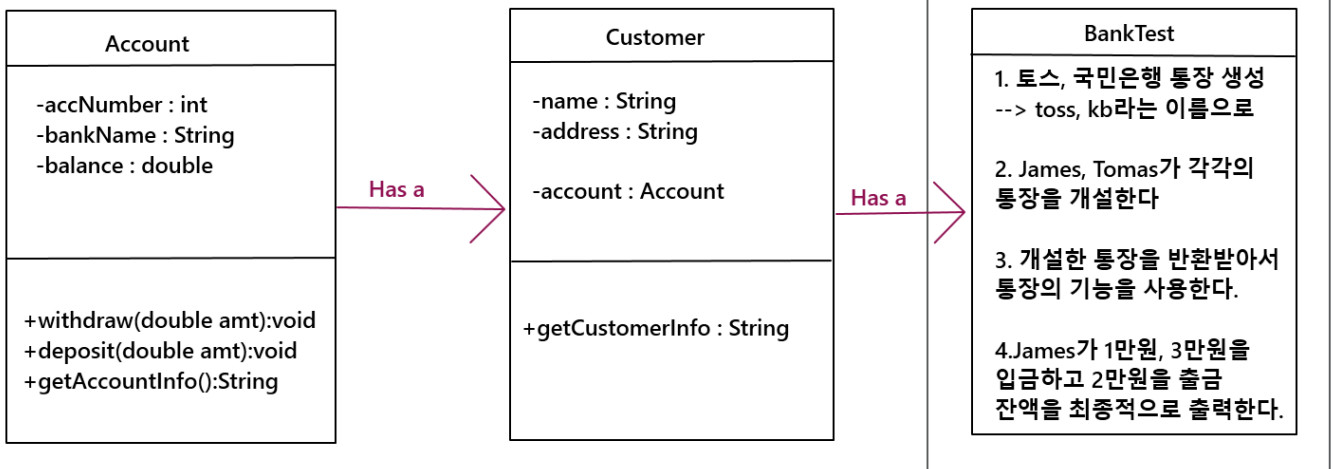 Account
-accNumber : int
-bankName : String
-balance : double
+withdraw(double amt):void
+deposit(double amt):void
+getAccountInfo():String
Has a
Customer
-name : String
-address : String
-account : Account
+getCustomerInfo : String
Has a
BankTest
1. 토스, 국민은행 통장 생성
--> toss, kb라는 이름으로
2. James, Tomas가 각각의
통장을 개설한다
3. 개설한 통장을 반환받아서
통장의 기능을 사용한다.
4.James가 1만원, 3만원을
입금하고 2만원을 출금
잔액을 최종적으로 출력한다.